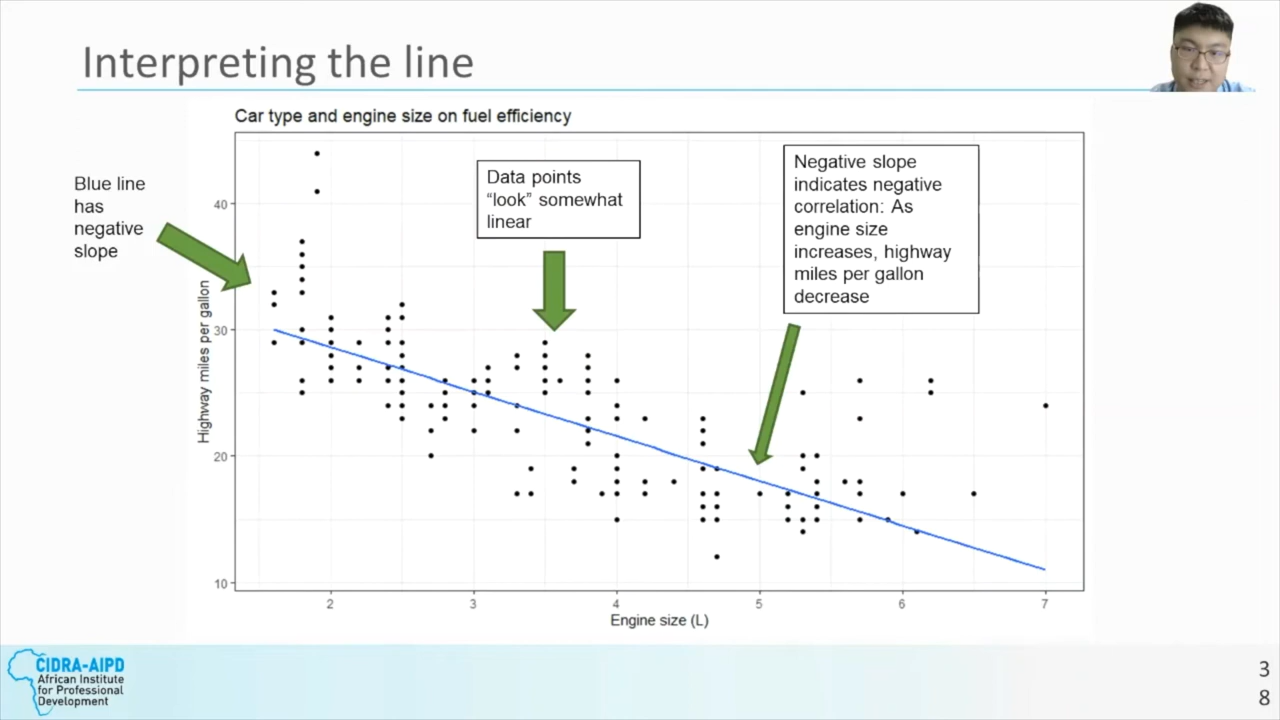 Interpreting the line
Car type and engine size on fuel efficiency
Blue line
has
negative
slope
Data points
“look” somewhat
linear
Negative slope
indicates negative
correlation: As
engine size
increases, highway
miles per gallon
decrease
Highway miles per gallon
40
30
20
10
2
3
4
5
6
7
Engine size (L)
CIDRA-AIPD
African Institute
for Professional
Development
3
8